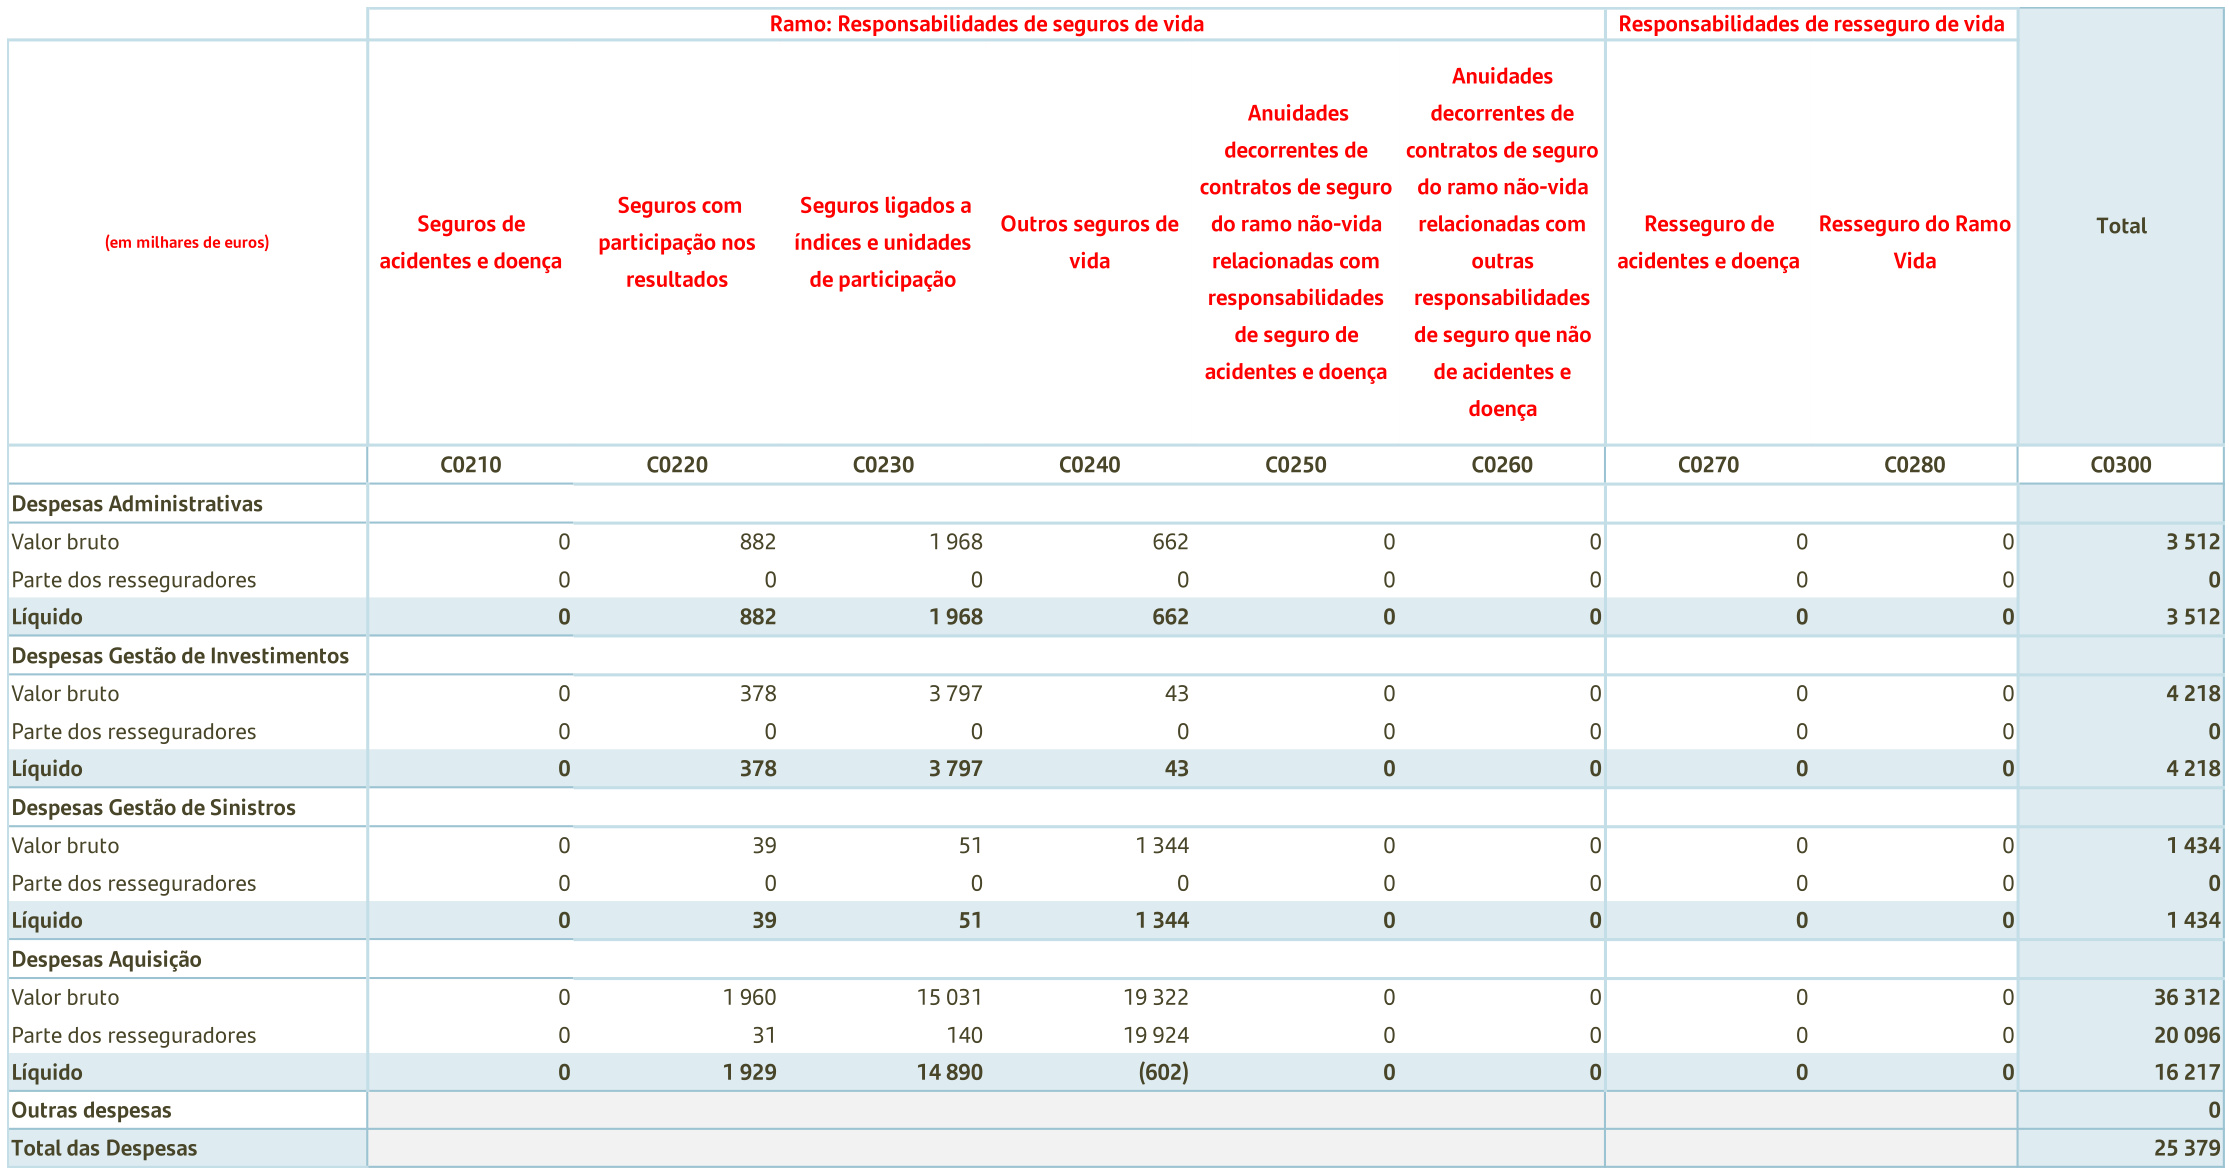 Ramo: Responsabilidades de seguros de vida Responsabilidades de resseguro de vida
(em milhares de euros)
Seguros de
acidentes e doença
Seguros com
participação nos
resultados
Seguros ligados a
índices e unidades
de participação
Outros seguros de
vida
Anuidades
decorrentes de
contratos de seguro
do ramo não-vida
relacionadas com
responsabilidades
de seguro de
acidentes e doença
Anuidades
decorrentes de
contratos de seguro
do ramo não-vida
relacionadas com
outras
responsabilidades
de seguro que não
de acidentes e
doença
Resseguro de
acidentes e doença
Resseguro do Ramo
Vida
Total
C0210 C0220 C0230 C0240 C0250 C0260 C0270 C0280 C0300
Despesas Administrativas
Valor bruto 0 882 1 968 662 0 0 0 0 3 512
Parte dos resseguradores 0 0 0 0 0 0 0 0 0
Líquido 0 882 1 968 662 0 0 0 0 3 512
Despesas Gestão de Investimentos
Valor bruto 0 378 3 797 43 0 0 0 0 4 218
Parte dos resseguradores 0 0 0 0 0 0 0 0 0
Líquido 0 378 3 797 43 0 0 0 0 4 218
Despesas Gestão de Sinistros
Valor bruto 0 39 51 1 344 0 0 0 0 1 434
Parte dos resseguradores 0 0 0 0 0 0 0 0 0
Líquido 0 39 51 1 344 0 0 0 0 1 434
Despesas Aquisição
Valor bruto 0 1 960 15 031 19 322 0 0 0 0 36 312
Parte dos resseguradores 0 31 140 19 924 0 0 0 0 20 096
Líquido 0 1 929 14 890 (602) 0 0 0 0 16 217
Outras despesas 0
Total das Despesas 25 379